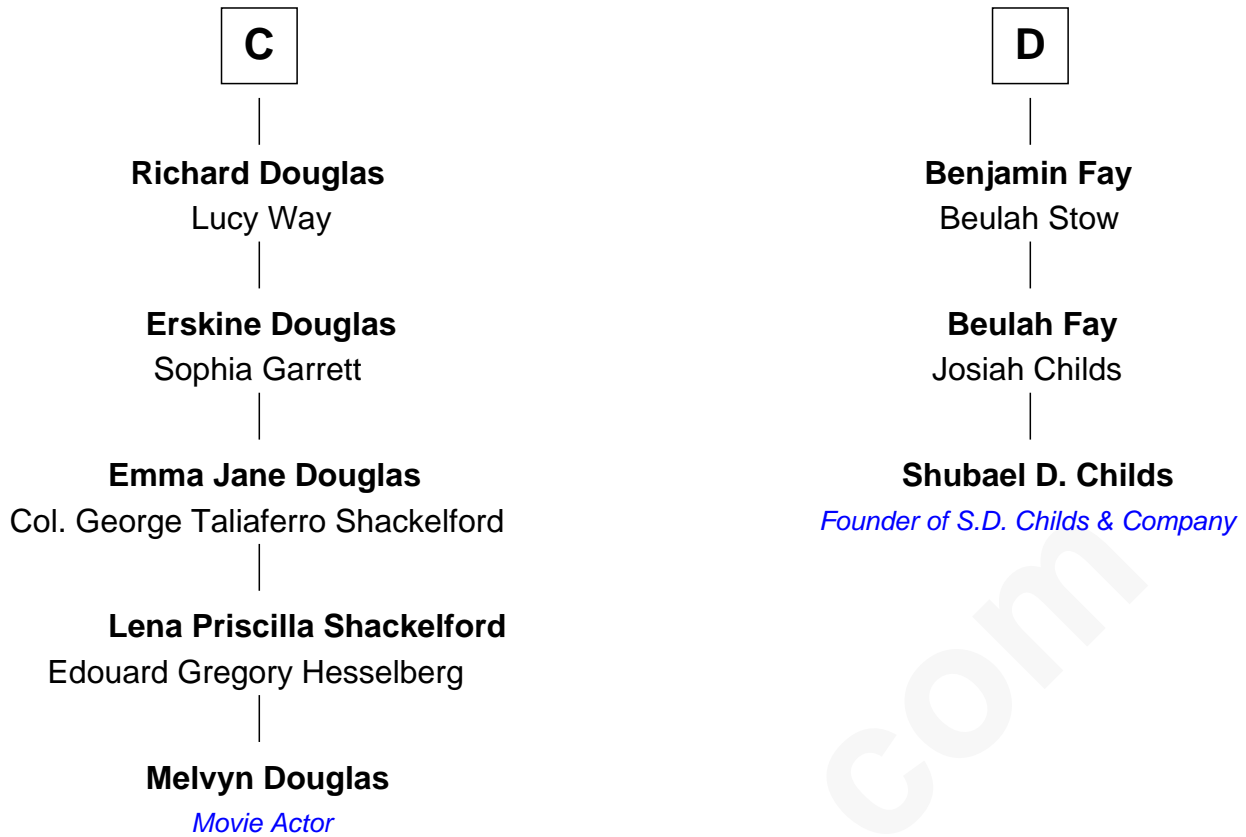 C
Richard Douglas
Lucy Way
Erskine Douglas
Sophia Garrett
Emma Jane Douglas
Col. George Taliaferro Shackelford
Lena Priscilla Shackelford
Edouard Gregory Hesselberg
Melvyn Douglas
Movie Actor
D
Benjamin Fay
Beulah Stow
Beulah Fay
Josiah Childs
Shubael D. Childs
Founder of S.D. Childs & Company
com